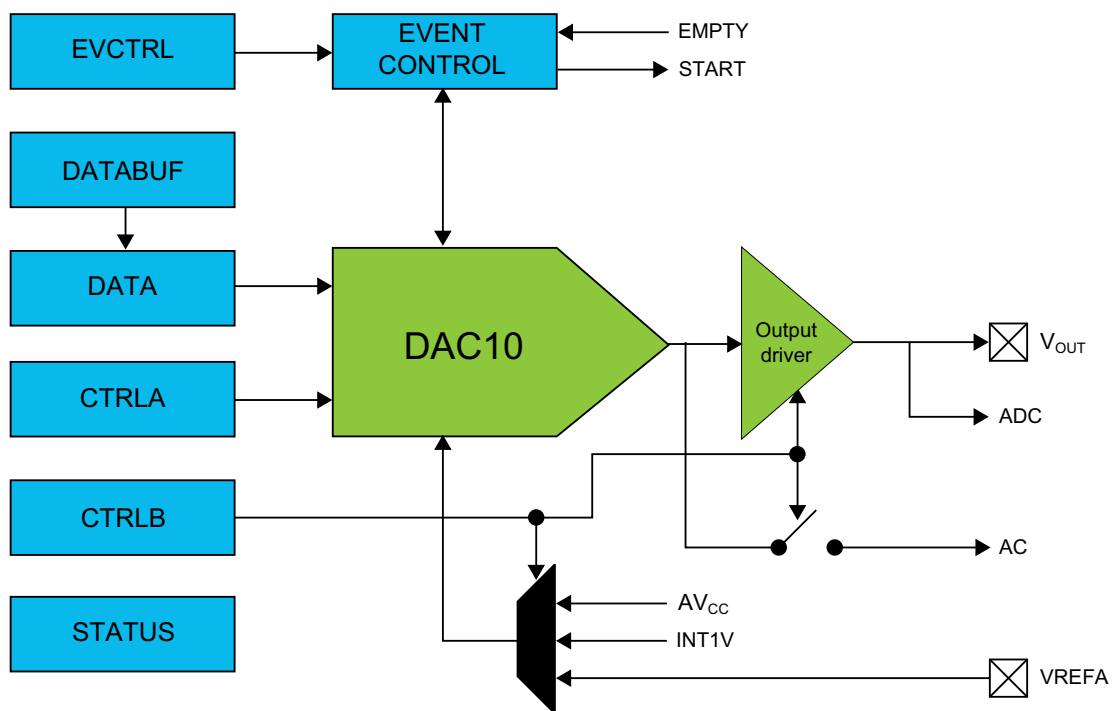 EVCTRL
EVENT
CONTROL
EMPTY
START
DATABUF
DATA
DAC10
Output
driver
VOUT
CTRLA
ADC
CTRLB
AC
STATUS
AVCC
INT1V
VREFA